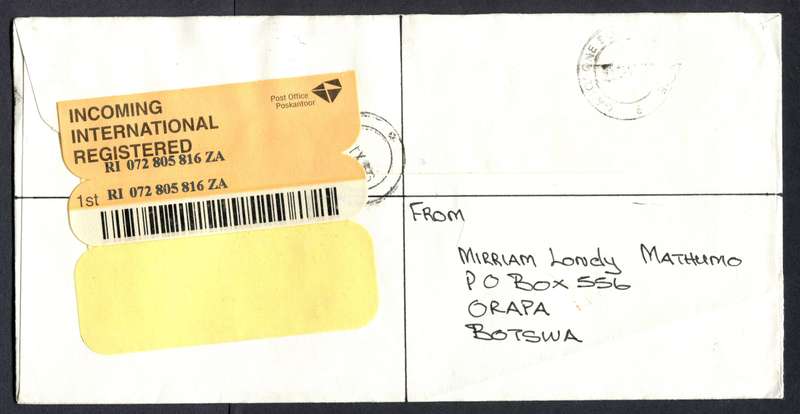 INCOMING
INTERNATIONAL
REGISTERED
Post Office
Poskantoor
RI 072 805 816 ZA
1st RI 072 805 816 ZA
FROM
MIRRIAM LONDY MATHUMO
P O BOX 556
ORAPA
BOTSWA